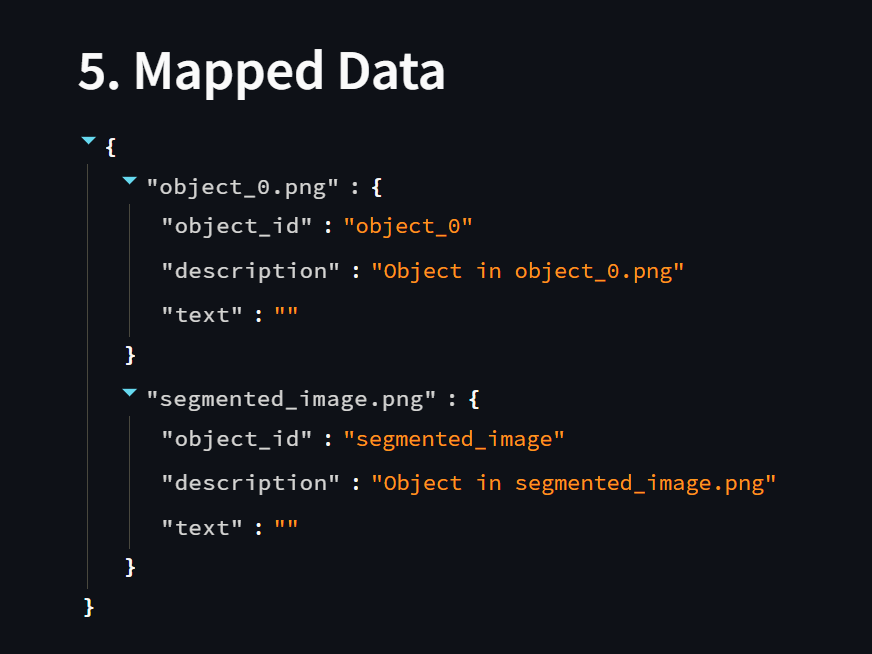 5. Mapped Data
{
"object_0.png" : {
"object_id" : "object_0"
"description" : "Object in object_0.png"
"text" : ""
}
"segmented_image.png" : {
"object_id" : "segmented_image"
"description" : "Object in segmented_image.png"
"text" : ""
}
}